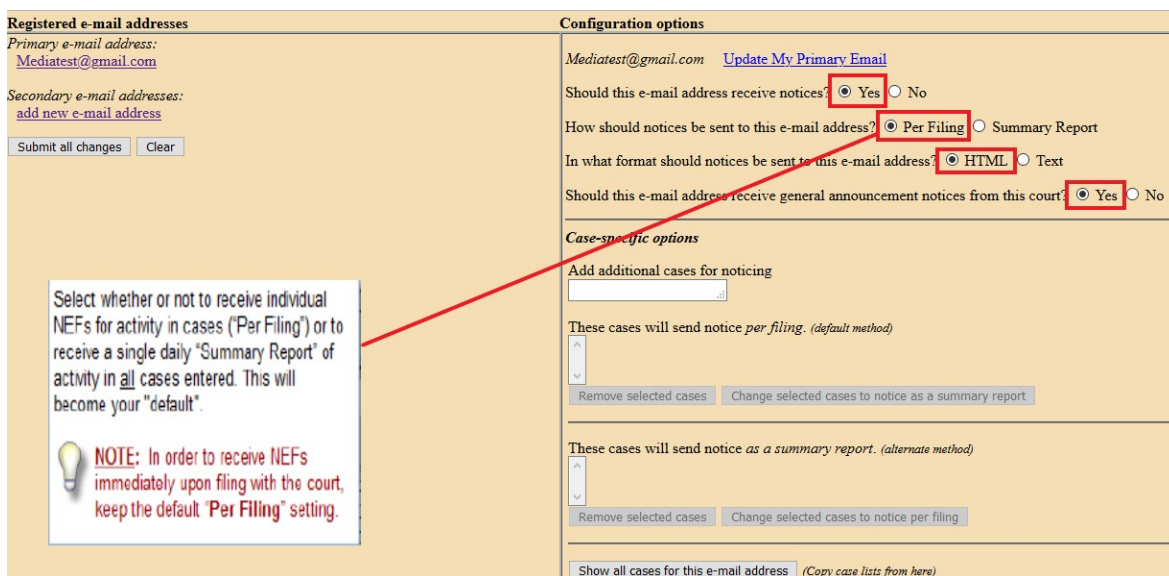 Registered e-mail addresses
Primary e-mail address:
Mediatest@gmail.com
Secondary e-mail addresses:
add new e-mail address
Submit all changes Clear
Select whether or not to receive individual
NEFs for activity in cases ("Per Filing") or to
receive a single daily "Summary Report" of
activity in all cases entered. This will
become your "default".
NOTE: In order to receive NEFs
immediately upon filing with the court,
keep the default "Per Filing" setting.
Configuration options
Mediatest@gmail.com Update My Primary Email
Should this e-mail address receive notices? Yes No
How should notices be sent to this e-mail address? Per Filing Summary Report
In what format should notices be sent to this e-mail address? HTML Text
Should this e-mail address receive general announcement notices from this court? Yes No
Case-specific options
Add additional cases for noticing
These cases will send notice per filing. (default method)
Remove selected cases Change selected cases to notice as a summary report
These cases will send notice as a summary report. (alternate method)
Remove selected cases Change selected cases to notice per filing
Show all cases for this e-mail address (Copy case lists from here)